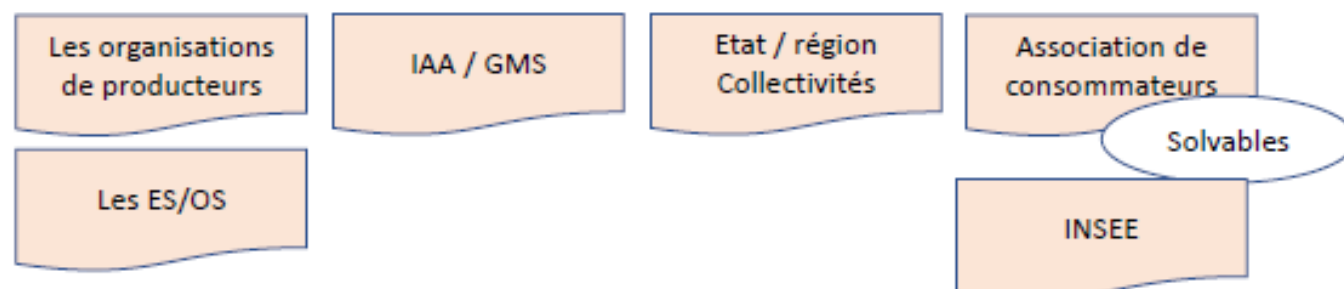 Les organisations
de producteurs
IAA / GMS
Etat / région
Collectivités
Association de
consommateurs
Solvables
Les ES/OS
INSEE